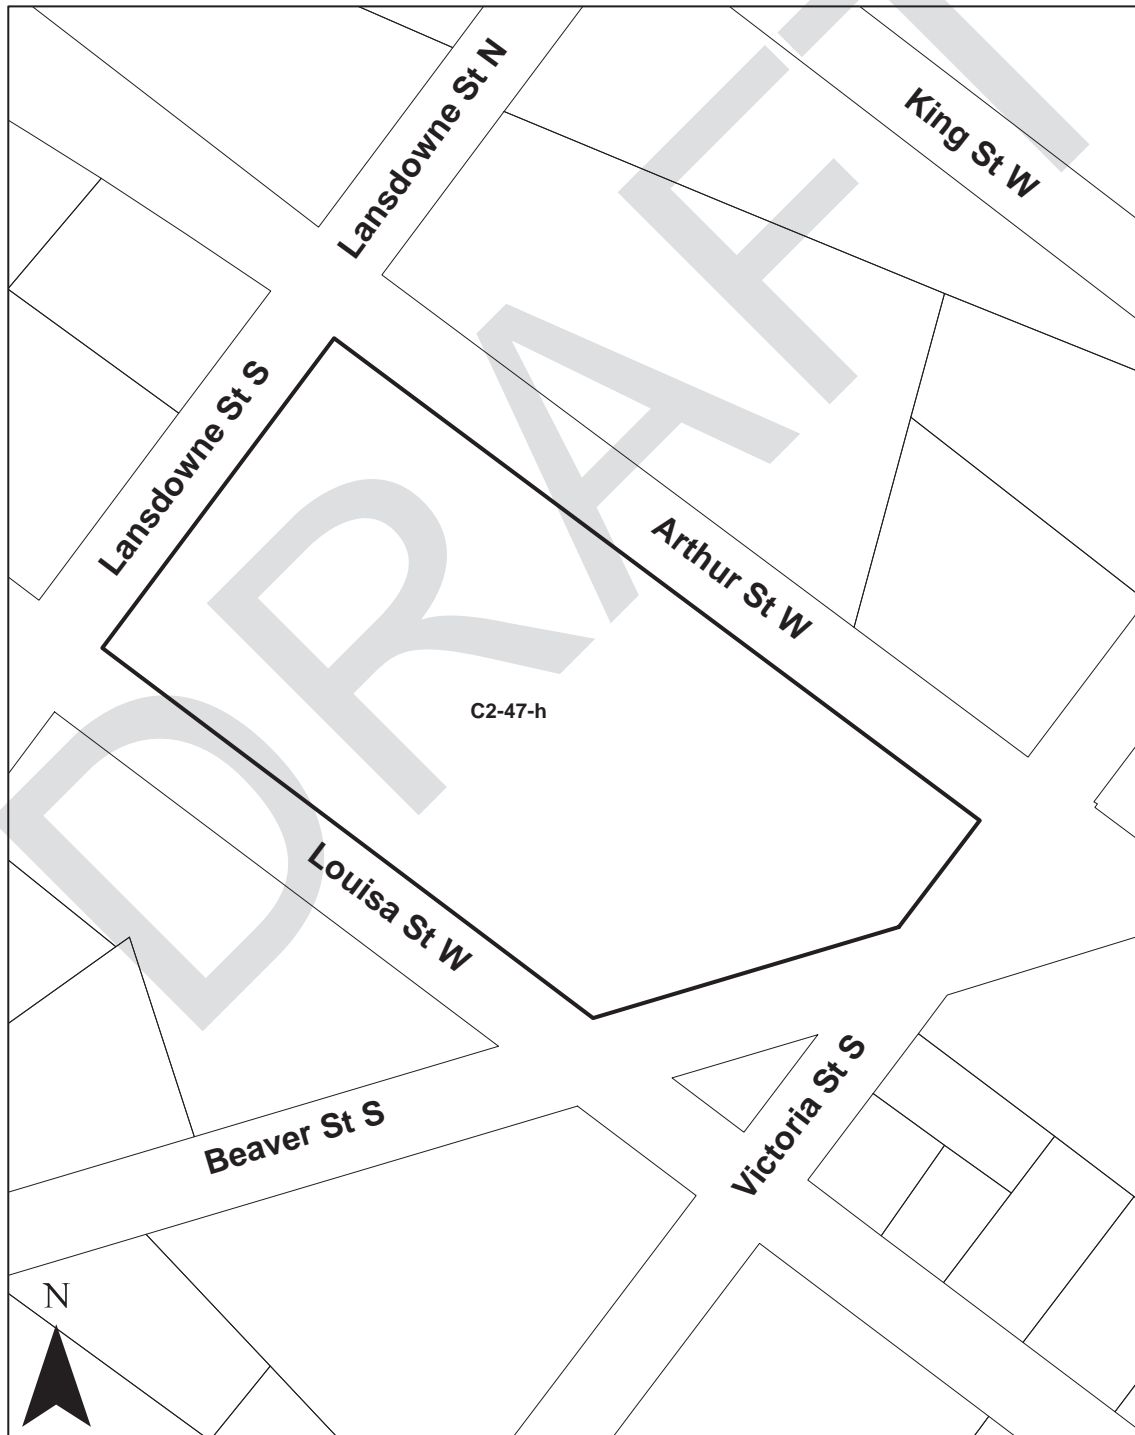 Lansdowne St N
King St W
DRAFT
Lansdowne St S
Arthur St W
C2-47-h
Louisa St W
Victoria St S
Beaver St S
N